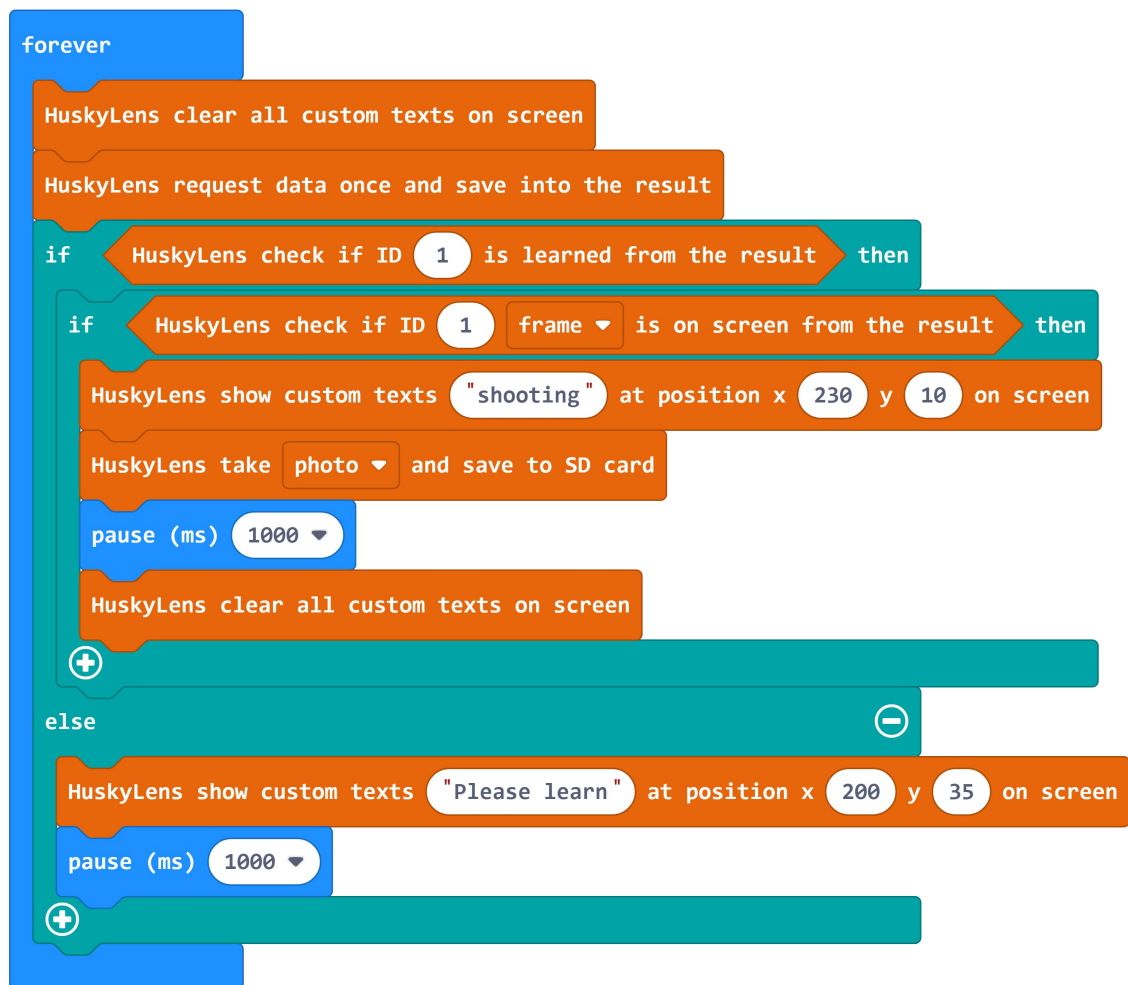 forever
HuskyLens clear all custom texts on screen
HuskyLens request data once and save into the result
if HuskyLens check if ID 1 is learned from the result then
if HuskyLens check if ID 1 frame is on screen from the result then
HuskyLens show custom texts "shooting" at position x 230 y 10 on screen
HuskyLens take photo and save to SD card
pause (ms) 1000
HuskyLens clear all custom texts on screen
else
HuskyLens show custom texts "Please learn" at position x 200 y 35 on screen
pause (ms) 1000